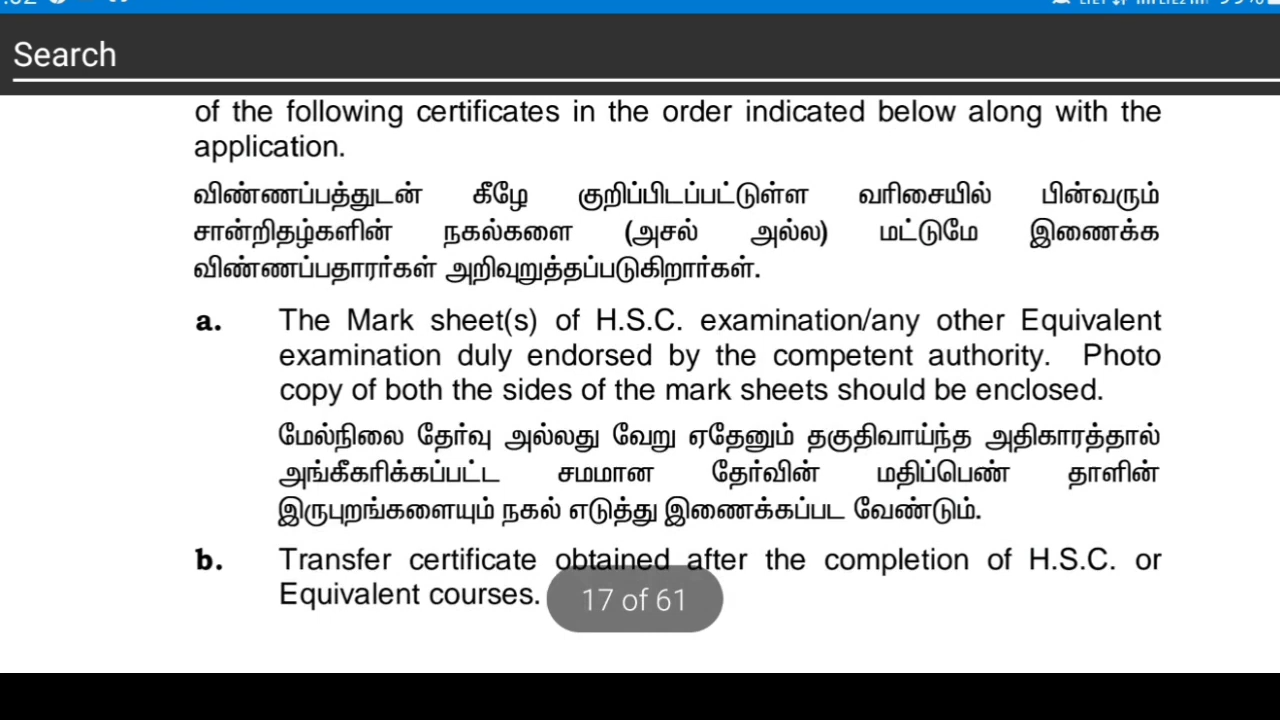 Search
of the following certificates in the order indicated below along with the
application.
விண்ணப்பத்துடன் கீழே குறிப்பிடப்பட்டுள்ள வரிசையில் பின்வரும்
சான்றிதழ்களின் நகல்களை (அசல் அல்ல) மட்டுமே இணைக்க
விண்ணப்பதாரர்கள் அறிவுறுத்தப்படுகிறார்கள்.
a. The Mark sheet(s) of H.S.C. examination/any other Equivalent
examination duly endorsed by the competent authority. Photo
copy of both the sides of the mark sheets should be enclosed.
மேல்நிலை தேர்வு அல்லது வேறு ஏதேனும் தகுதிவாய்ந்த அதிகாரத்தால்
அங்கீகரிக்கப்பட்ட சமமான தேர்வின் மதிப்பெண் தாளின்
இருபுறங்களையும் நகல் எடுத்து இணைக்கப்பட வேண்டும்.
b. Transfer certificate obtained after the completion of H.S.C. or
Equivalent courses.
17 of 61